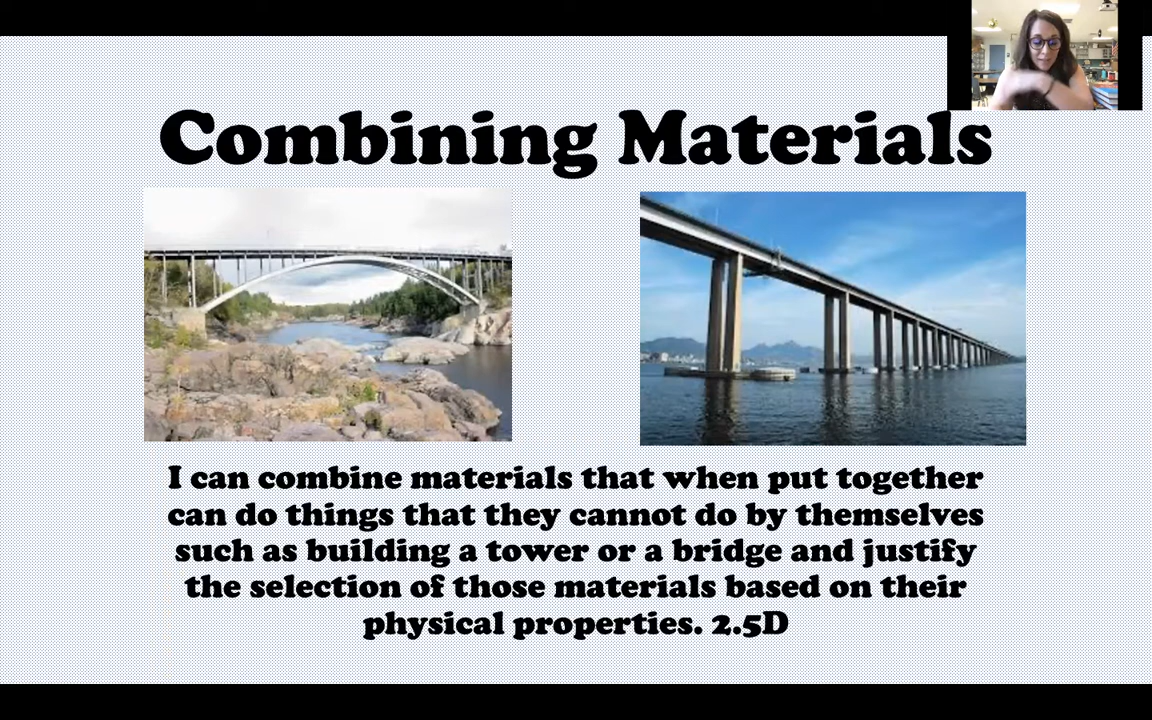 Combining Materials
I can combine materials that when put together
can do things that they cannot do by themselves
such as building a tower or a bridge and justify
the selection of those materials based on their
physical properties. 2.5D